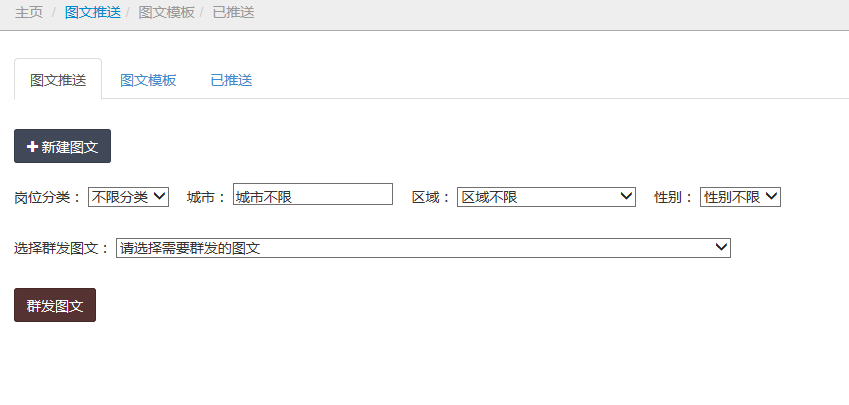 主页 / 图文推送 / 图文模板 / 已推送
图文推送 图文模板 已推送
+ 新建图文
岗位分类： 不限分类 城市： 城市不限 区域： 区域不限 性别： 性别不限
选择群发图文： 请选择需要群发的图文
群发图文